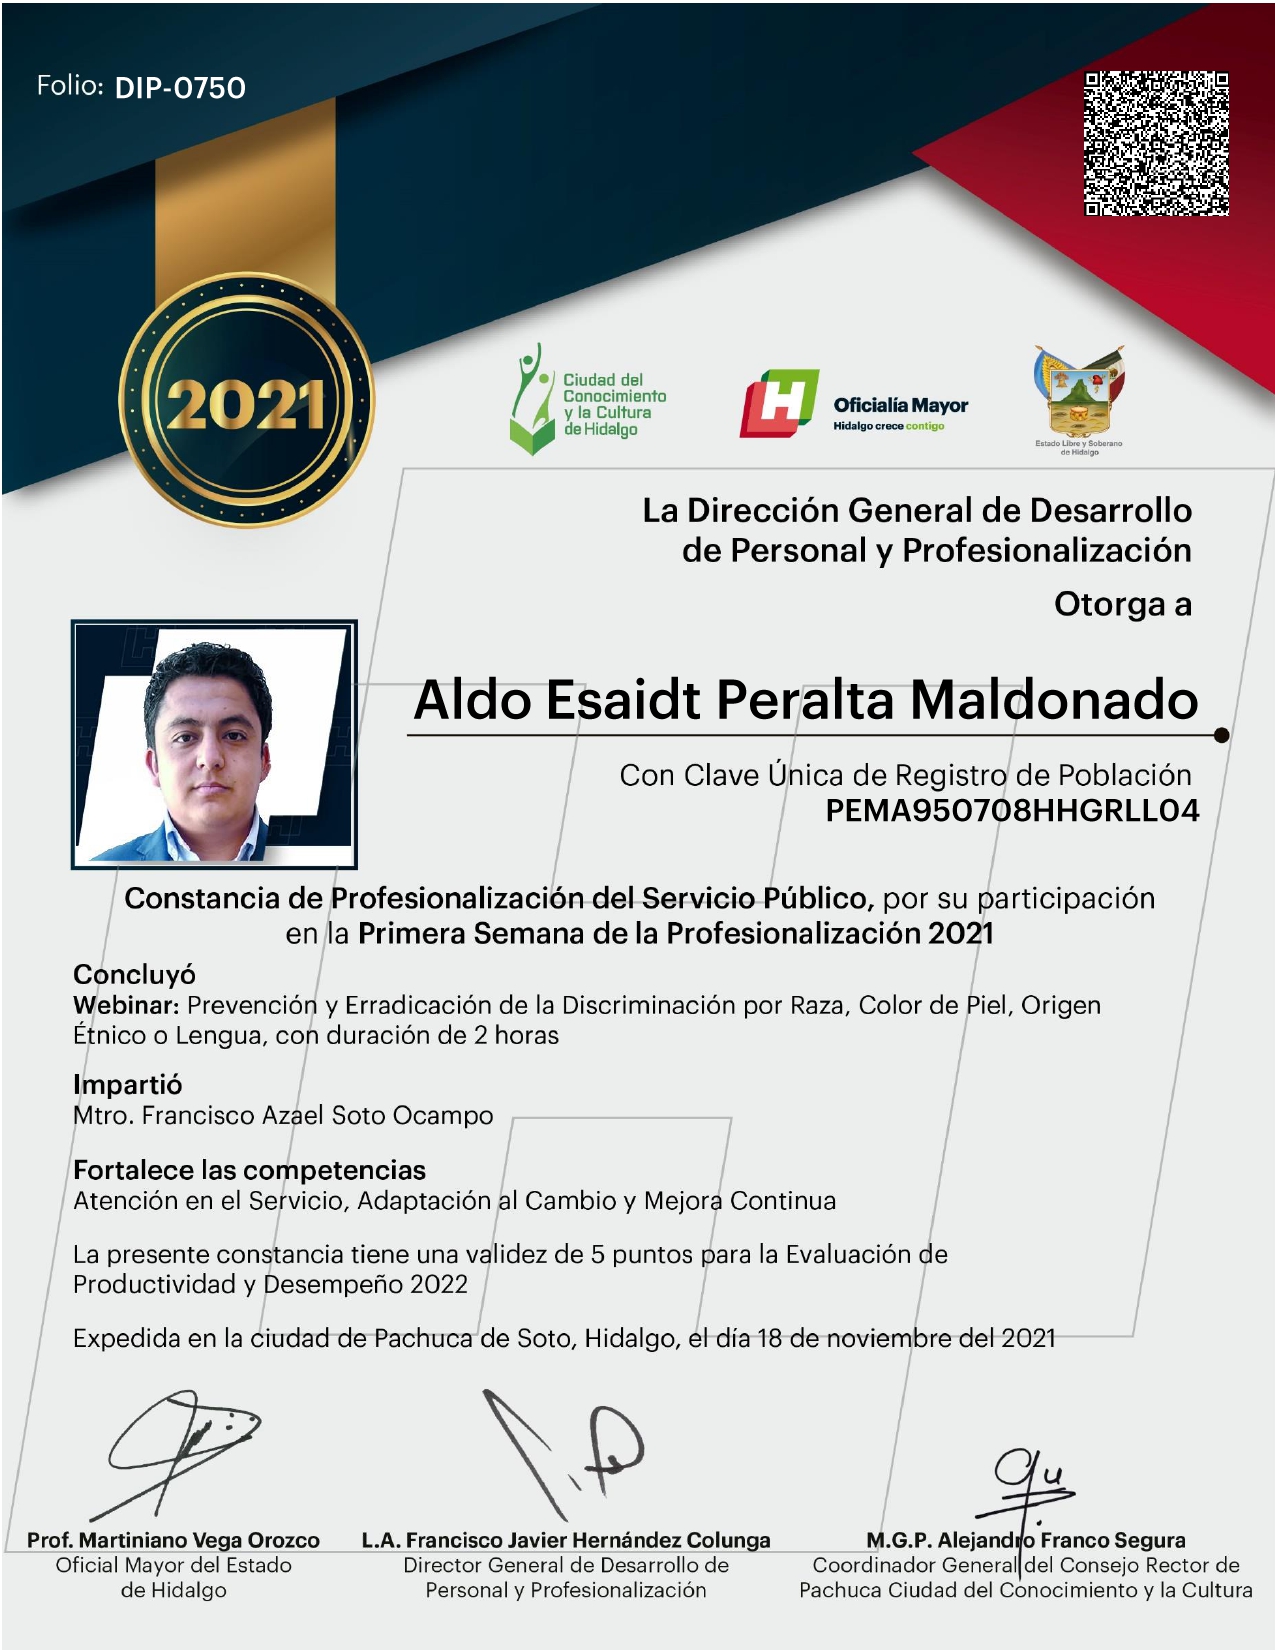 Folio: DIP-0750
2021
Ciudad del
Conocimiento
y la Cultura
de Hidalgo
H
Oficialía Mayor
Hidalgo crece contigo
Estado Libre y Soberano
de Hidalgo
La Dirección General de Desarrollo
de Personal y Profesionalización
Otorga a
Aldo Esaidt Peralta Maldonado
Con Clave Única de Registro de Población
PEMA950708HHGRLL04
Constancia de Profesionalización del Servicio Público, por su participación
en la Primera Semana de la Profesionalización 2021
Concluyó
Webinar: Prevención y Erradicación de la Discriminación por Raza, Color de Piel, Origen
Étnico o Lengua, con duración de 2 horas
Impartió
Mtro. Francisco Azael Soto Ocampo
Fortalece las competencias
Atención en el Servicio, Adaptación al Cambio y Mejora Continua
La presente constancia tiene una validez de 5 puntos para la Evaluación de
Productividad y Desempeño 2022
Expedida en la ciudad de Pachuca de Soto, Hidalgo, el día 18 de noviembre del 2021
Prof. Martiniano Vega Orozco
Oficial Mayor del Estado
de Hidalgo
L.A. Francisco Javier Hernández Colunga
Director General de Desarrollo de
Personal y Profesionalización
M.G.P. Alejandro Franco Segura
Coordinador General del Consejo Rector de
Pachuca Ciudad del Conocimiento y la Cultura